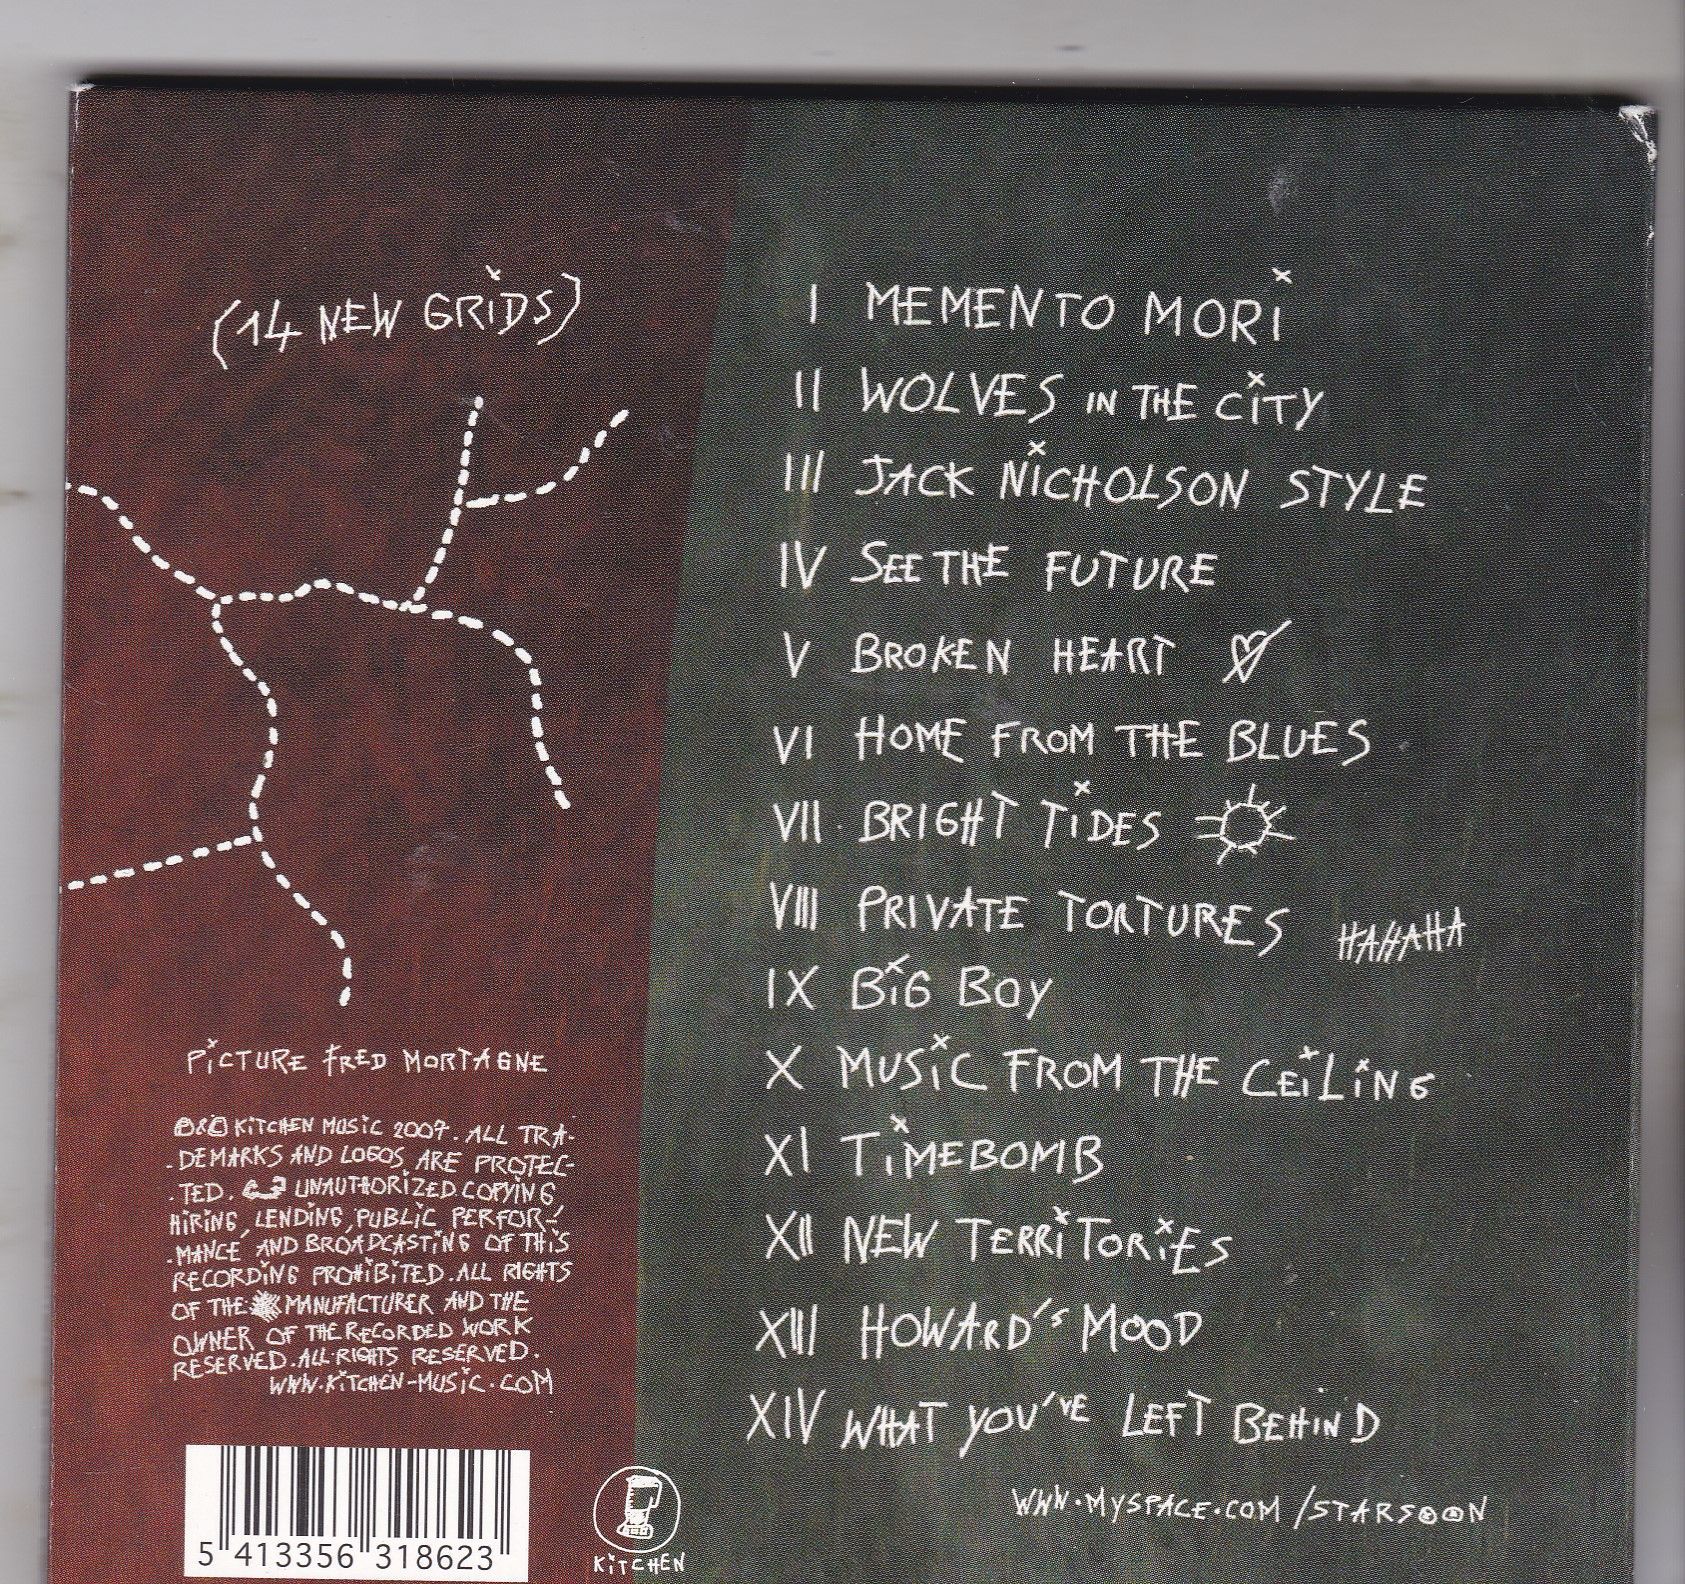 (14 NEW GRiDS)
I MEMENTO MORi
II WOLVES IN THE CiTY
III JACK NiCHOLSON STYLE
IV SEE THE FUTURE
V BROKEN HEART
VI HOME FROM THE BLUES
VII · BRIGHT TiDES
VIII PRIVATE TORTURES HAHAHA
IX BiG BOY
X MUSiC FROM THE CEiLiNG
XI TiMEBOMB
XII NEW TERRiTORiES
XIII HOWARD'S MOOD
XIV WHAT YOU'VE LEFT BEHIND
WWW.MYSPACE.COM/STARSOON
PiCTURE FRED MORTAGNE
℗&© KiTCHEN MUSiC 2007. ALL TRA-
-DEMARKS AND LOGOS ARE PROTEC-
-TED. UNAUTHORiZED COPYiNG
HiRiNG, LENDiNG, PUBLiC PERFOR-
-MANCE AND BROADCASTiNG OF THiS
RECORDiNG PROHiBiTED. ALL RIGHTS
OF THE MANUFACTURER AND THE
OWNER OF THE RECORDED WORK
RESERVED. ALL RIGHTS RESERVED.
WWW.KiTCHEN-MUSiC.COM
5 413356 318623
KiTCHEN